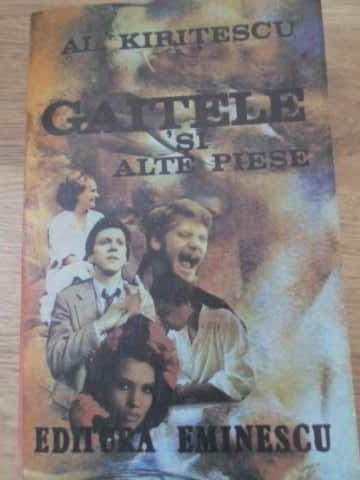 AL KIRIȚESCU
GAIȚELE
ȘI
ALTE PIESE
EDITURA EMINESCU